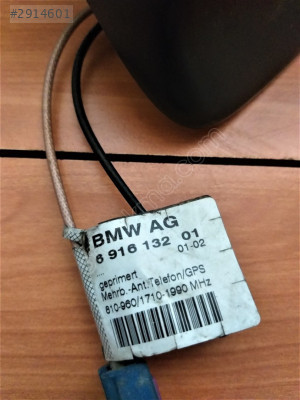 #2914601
BMW AG
6 916 132 01
01-02
geprimert
Mehrb.-Ant.Telefon/GPS
810-960/1710-1990 MHz